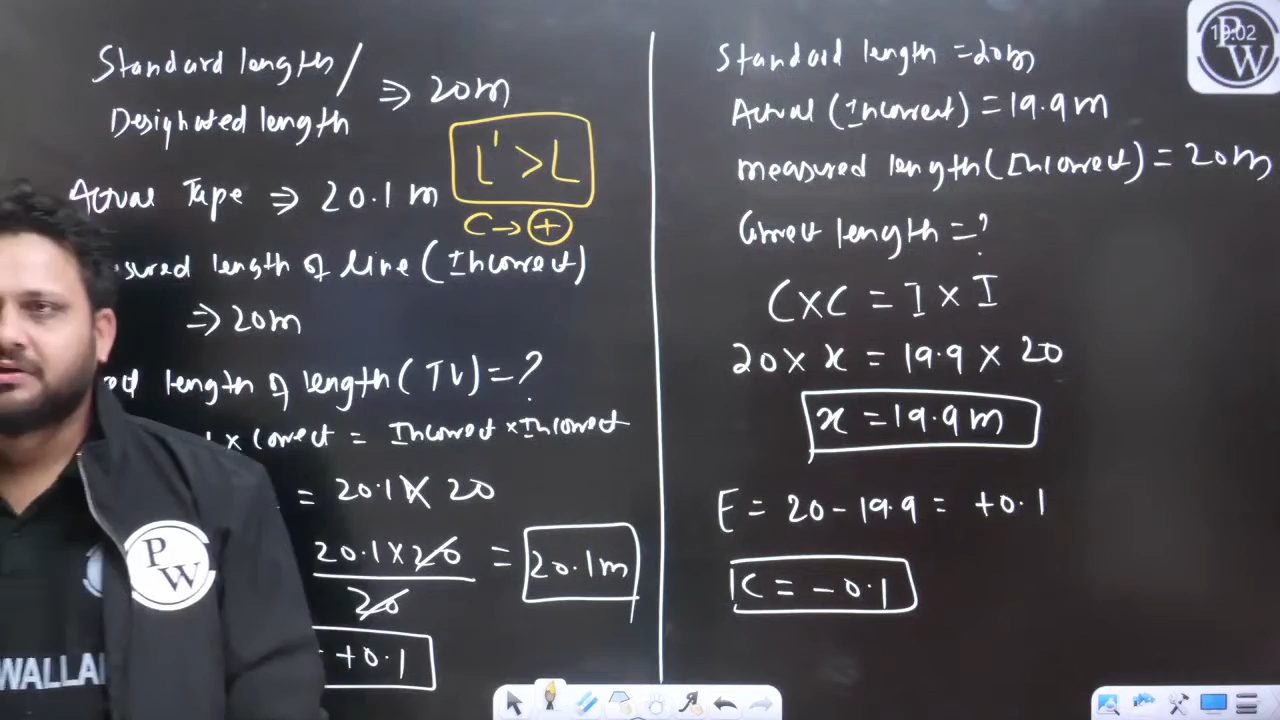 Standard length/
Designated length
⇒ 20m
L' > L
C → +
Actual Tape ⇒ 20.1 m
sured length of line (Incorrect)
⇒ 20m
length of length (TV) = ?
x Correct = Incorrect x Incorrect
= 20.1 x 20
20.1 x 20
20
= 20.1m
+0.1
Standard length = 20m
Actual (Incorrect) = 19.9 m
measured length (Incorrect) = 20m
Correct length = ?
C x C = I x I
20 x x = 19.9 x 20
x = 19.9 m
E = 20 - 19.9 = +0.1
C = -0.1
PW
WALLA
PW